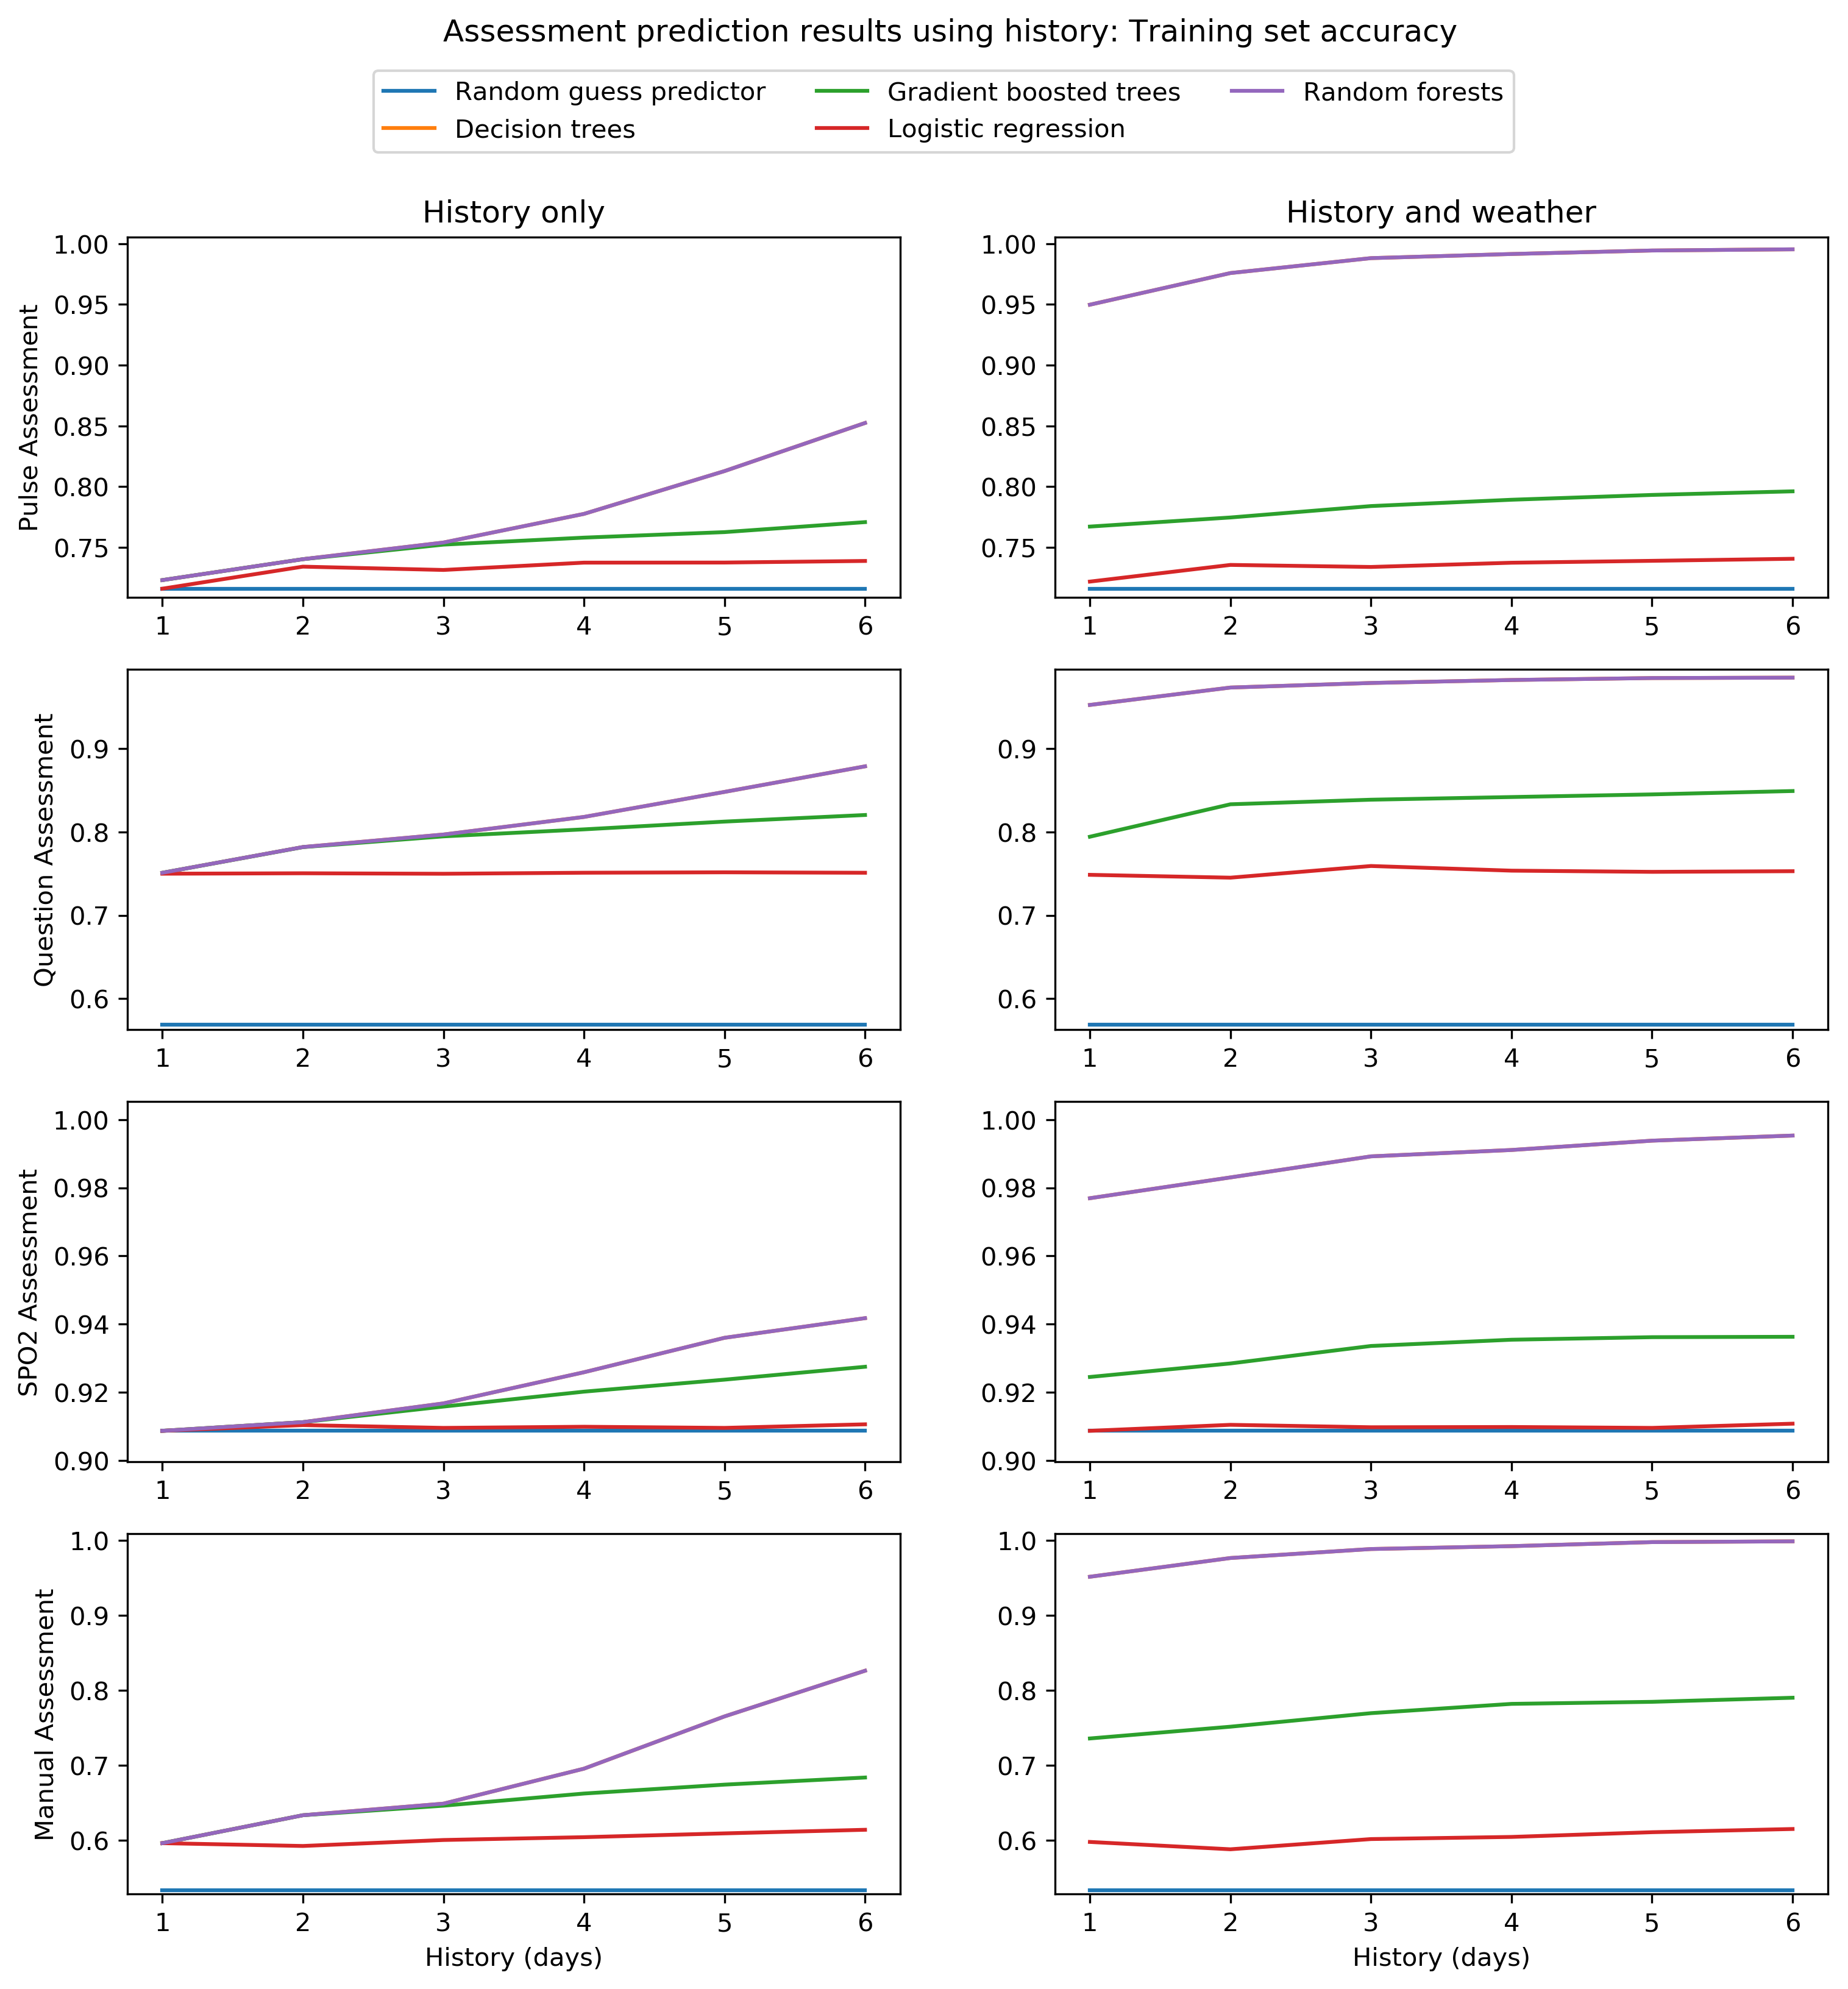 Assessment prediction results using history: Training set accuracy
Random guess predictor
Decision trees
Gradient boosted trees
Logistic regression
Random forests
History only
Pulse Assessment
1.00
0.95
0.90
0.85
0.80
0.75
1 2 3 4 5 6
History and weather
1.00
0.95
0.90
0.85
0.80
0.75
1 2 3 4 5 6
Question Assessment
0.9
0.8
0.7
0.6
1 2 3 4 5 6
0.9
0.8
0.7
0.6
1 2 3 4 5 6
SPO2 Assessment
1.00
0.98
0.96
0.94
0.92
0.90
1 2 3 4 5 6
1.00
0.98
0.96
0.94
0.92
0.90
1 2 3 4 5 6
Manual Assessment
1.0
0.9
0.8
0.7
0.6
1 2 3 4 5 6
History (days)
1.0
0.9
0.8
0.7
0.6
1 2 3 4 5 6
History (days)